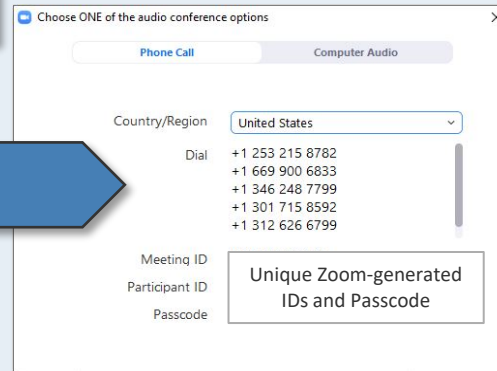 Choose ONE of the audio conference options
Phone Call Computer Audio
Country/Region United States
Dial +1 253 215 8782
+1 669 900 6833
+1 346 248 7799
+1 301 715 8592
+1 312 626 6799
Meeting ID
Participant ID
Passcode
Unique Zoom-generated
IDs and Passcode